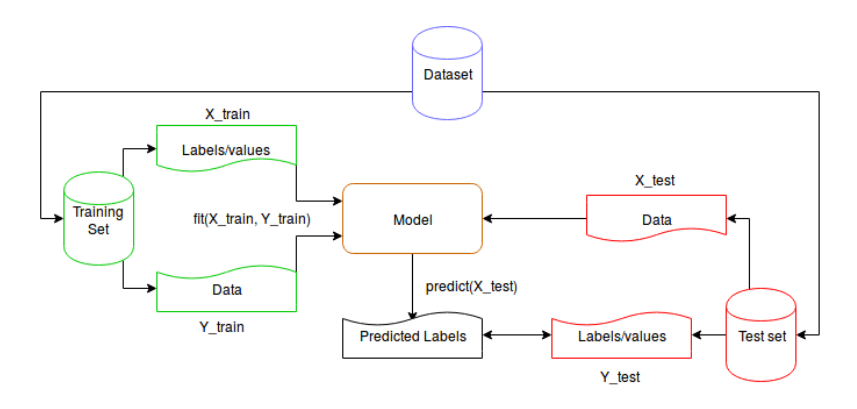 Dataset
X_train
Labels/values
X_test
Training
Set
fit(X_train, Y_train)
Model
Data
Data
predict(X_test)
Y_train
Predicted Labels
Labels/values
Test set
Y_test